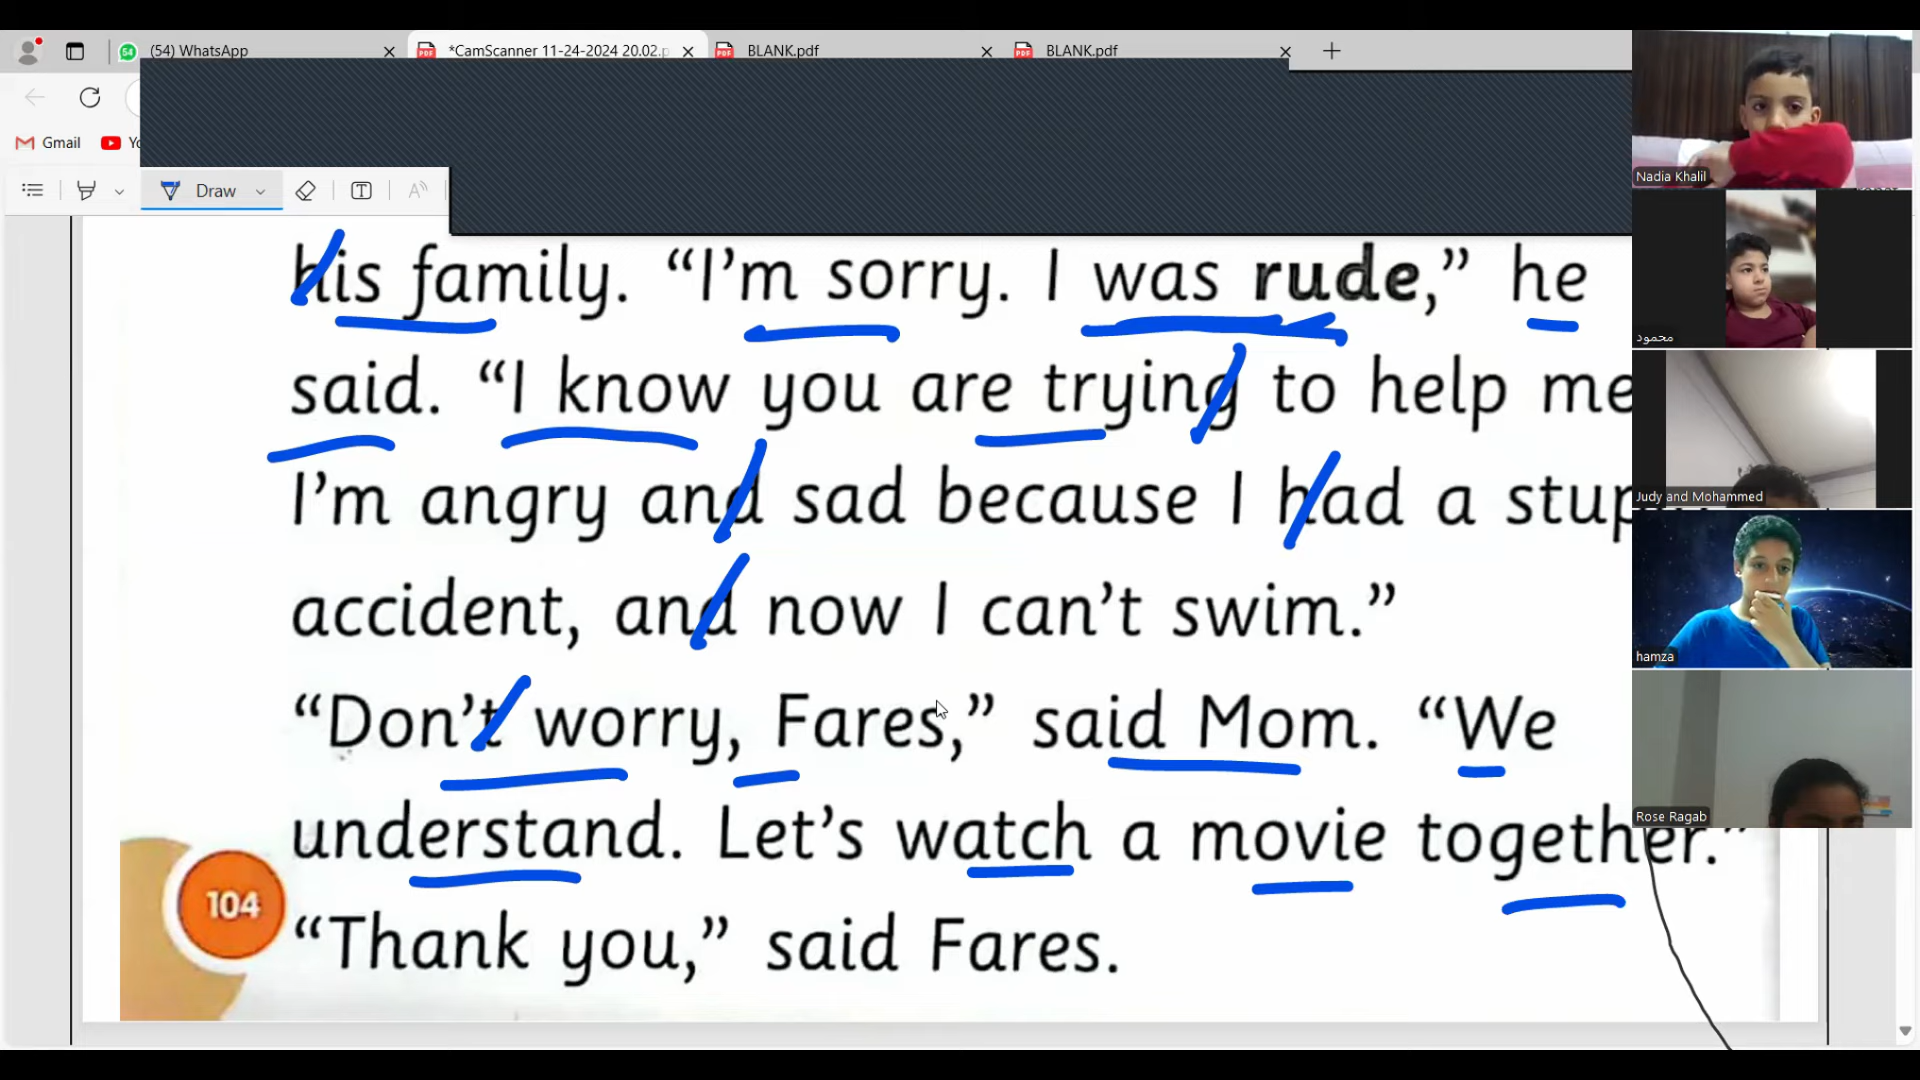 54
(54) WhatsApp
*CamScanner 11-24-2024 20.02.p
BLANK.pdf
BLANK.pdf
Gmail
Draw
his family. “I’m sorry. I was rude,” he
said. “I know you are trying to help me
I’m angry and sad because I had a stup
accident, and now I can’t swim.”
“Don’t worry, Fares,” said Mom. “We
understand. Let’s watch a movie together.”
104
“Thank you,” said Fares.
Nadia Khalil
محمود
Judy and Mohammed
hamza
Rose Ragab